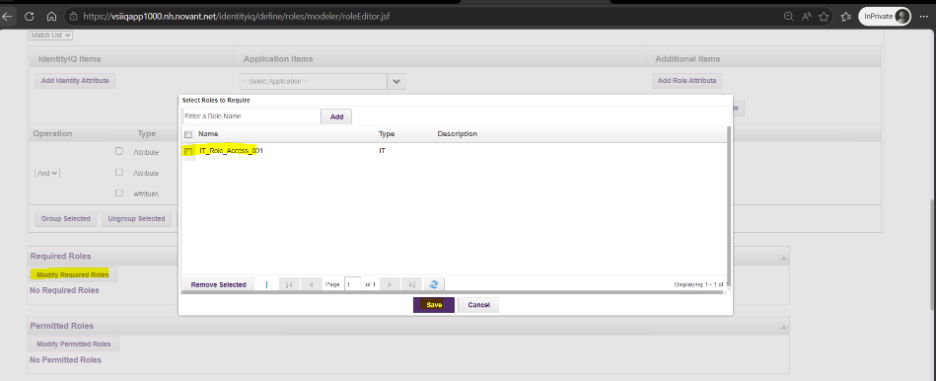 https://vsiiqapp1000.nh.novant.net/identityiq/define/roles/modeler/roleEditor.jsf
InPrivate
Match List
IdentityIQ Items Application Items Additional Items
Add Identity Attribute -- Select Application -- Add Role Attribute
Select Roles to Require
Enter a Role Name Add
Name Type Description
IT_Role_Access_001 IT
Operation Type
Attribute
And Attribute
Attribute
Group Selected Ungroup Selected
Required Roles
Modify Required Roles
No Required Roles
Remove Selected Page 1 of 1 Displaying 1 - 1 of 1
Save Cancel
Permitted Roles
Modify Permitted Roles
No Permitted Roles